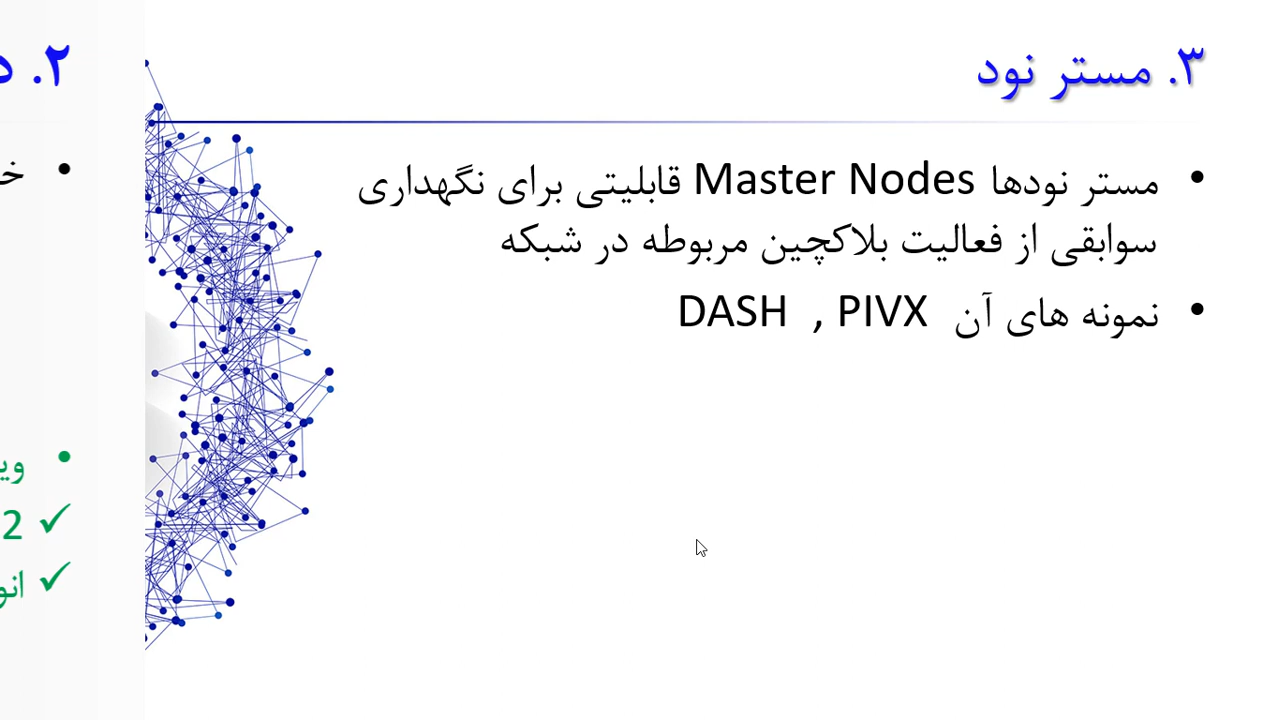 ۳. مستر نود
• مستر نودها Master Nodes قابلیتی برای نگهداری
سوابقی از فعالیت بلاکچین مربوطه در شبکه
• نمونه های آن DASH , PIVX
۲.
•
•
✓ 2
✓